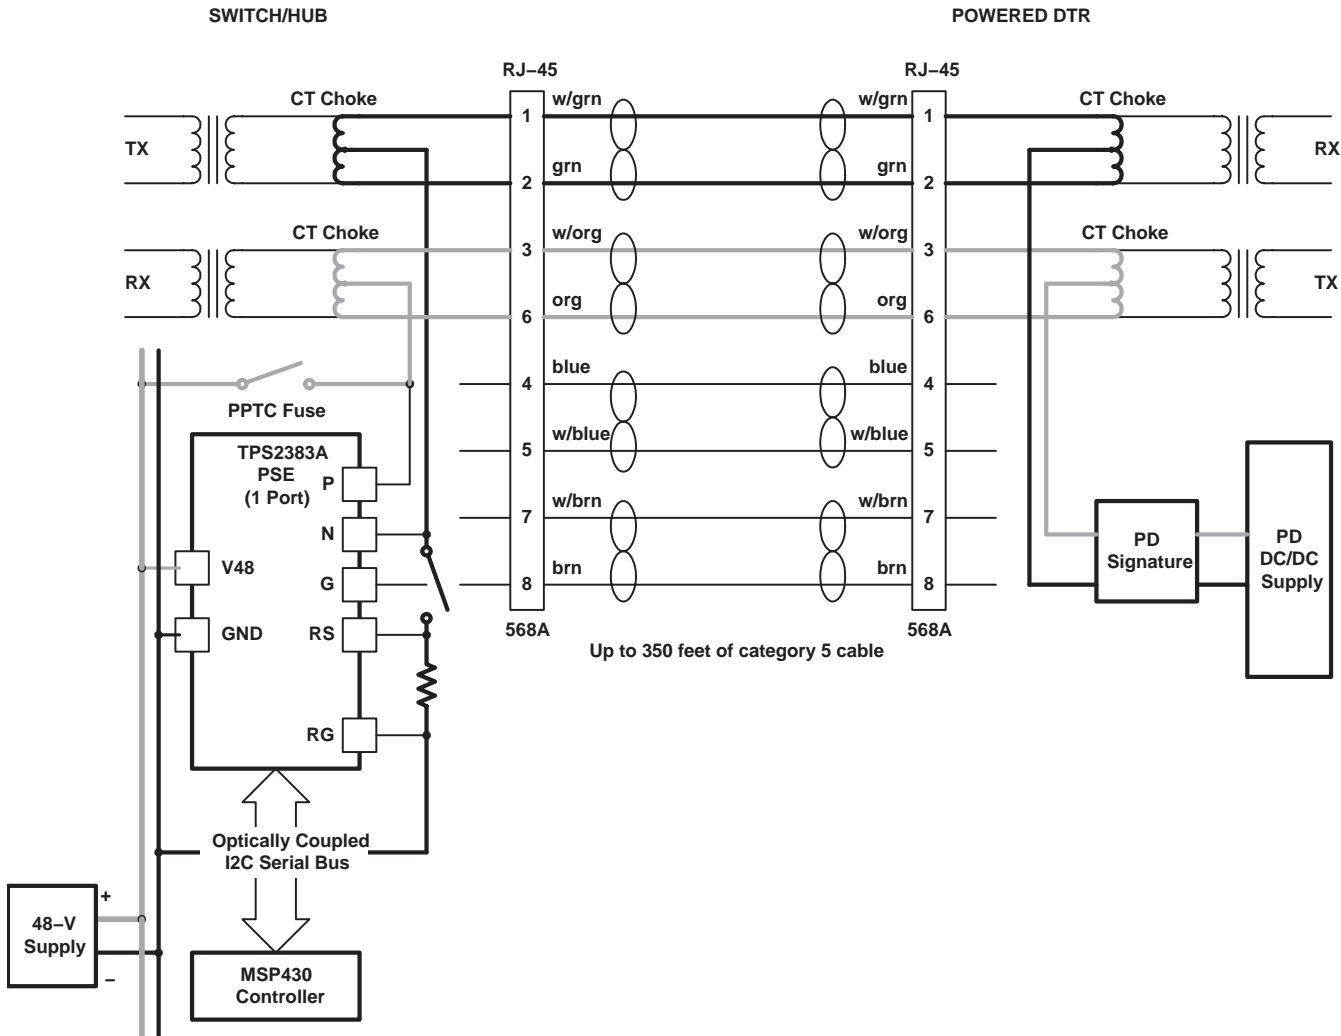 SWITCH/HUB
POWERED DTR
RJ–45
RJ–45
CT Choke
w/grn
w/grn
CT Choke
1
1
TX
RX
grn
grn
2
2
CT Choke
w/org
w/org
CT Choke
3
3
RX
TX
org
org
6
6
blue
blue
4
4
PPTC Fuse
w/blue
w/blue
5
5
TPS2383A
PSE
(1 Port)
P
w/brn
w/brn
7
7
N
PD
Signature
PD
DC/DC
Supply
V48
G
brn
brn
8
8
GND
RS
568A
568A
Up to 350 feet of category 5 cable
RG
Optically Coupled
I2C Serial Bus
+
48–V
Supply
–
MSP430
Controller